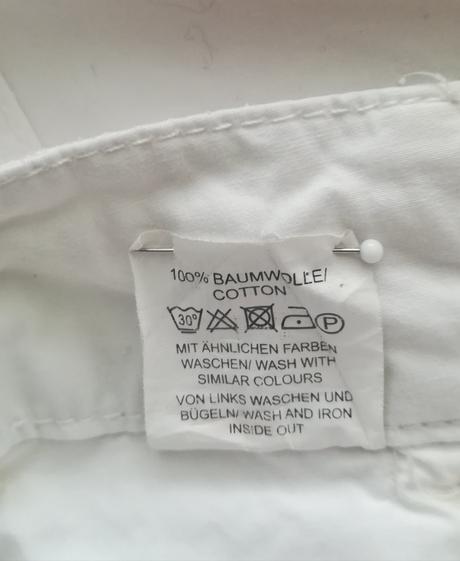 100% BAUMWOLLE/
COTTON
30° P
MIT ÄHNLICHEN FARBEN
WASCHEN/ WASH WITH
SIMILAR COLOURS
VON LINKS WASCHEN UND
BÜGELN/ WASH AND IRON
INSIDE OUT